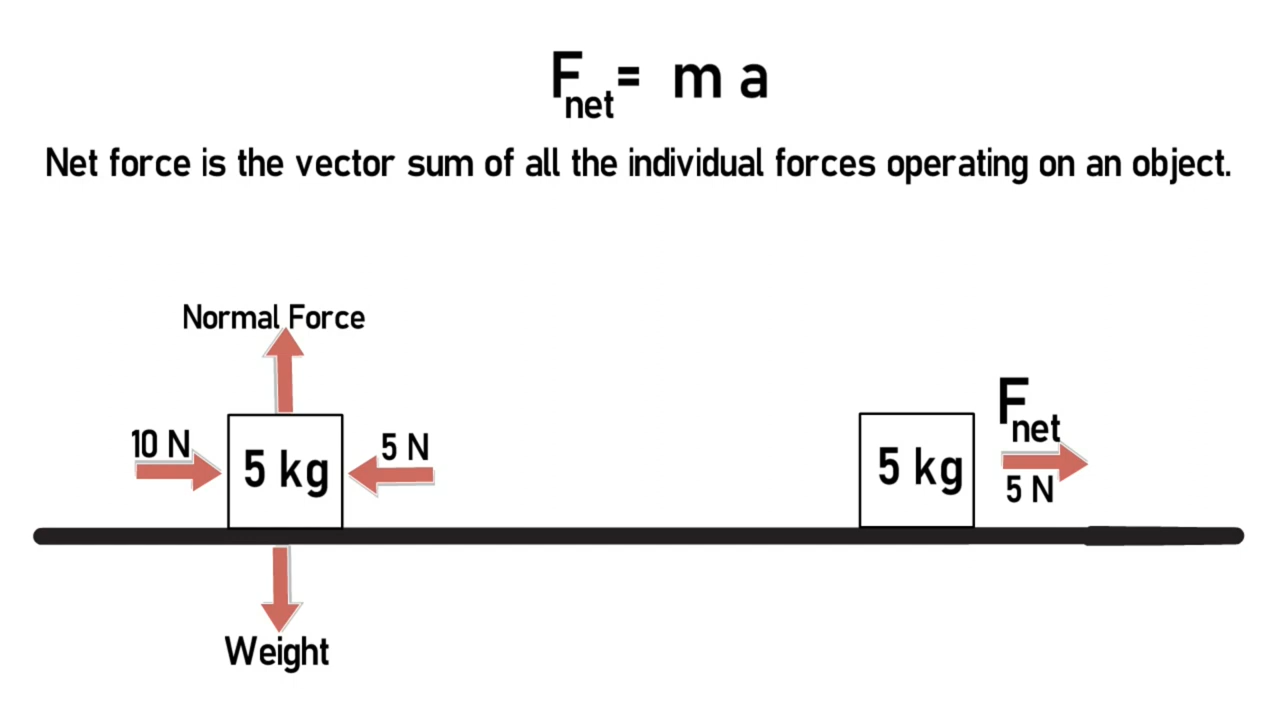 Fnet = m a
Net force is the vector sum of all the individual forces operating on an object.
Normal Force
10 N
5 kg
5 N
Weight
5 kg
Fnet
5 N